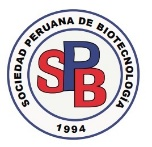 SOCIEDAD PERUANA DE BIOTECNOLOGÍA
SPB
1994